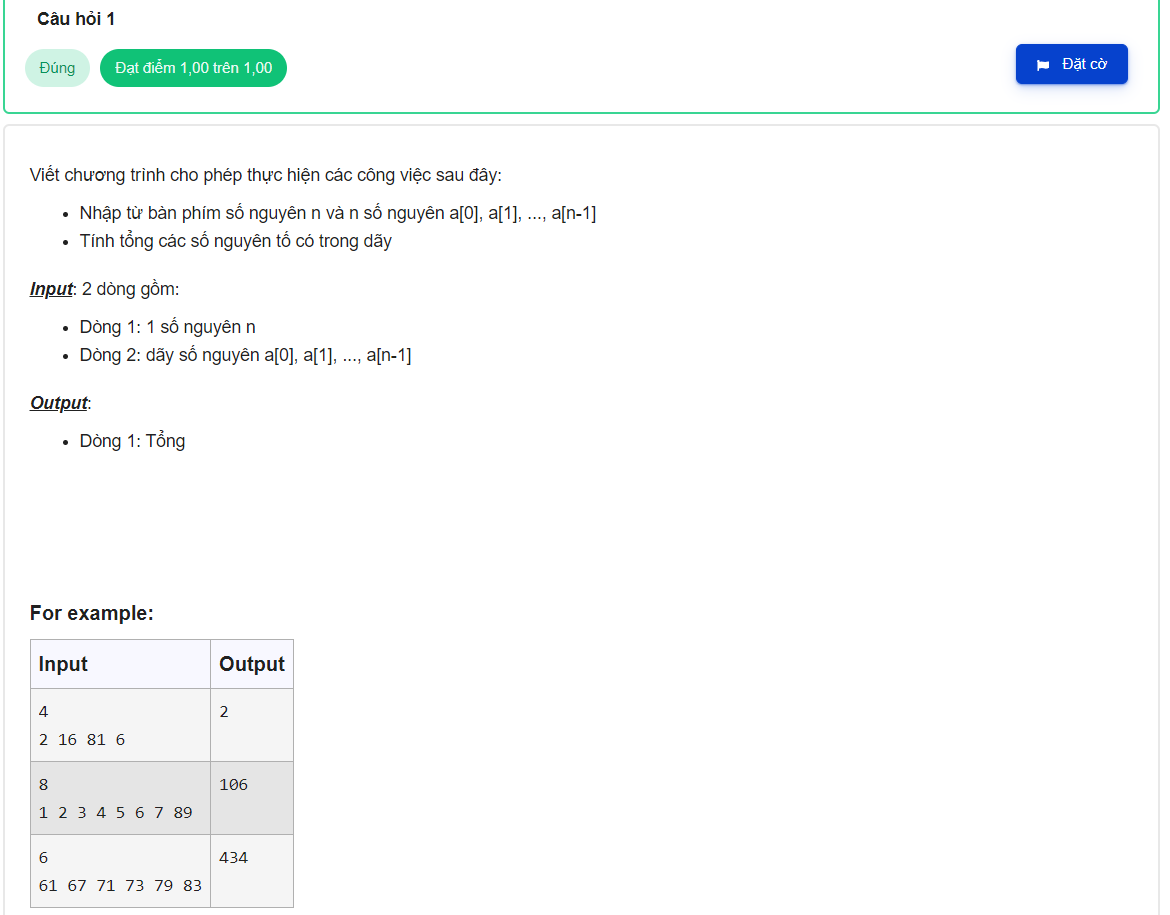 Câu hỏi 1
Đúng
Đạt điểm 1,00 trên 1,00
Đặt cờ
Viết chương trình cho phép thực hiện các công việc sau đây:
• Nhập từ bàn phím số nguyên n và n số nguyên a[0], a[1], ..., a[n-1]
• Tính tổng các số nguyên tố có trong dãy
Input: 2 dòng gồm:
• Dòng 1: 1 số nguyên n
• Dòng 2: dãy số nguyên a[0], a[1], ..., a[n-1]
Output:
• Dòng 1: Tổng
For example:
Input Output
4 2
2 16 81 6
8 106
1 2 3 4 5 6 7 89
6 434
61 67 71 73 79 83